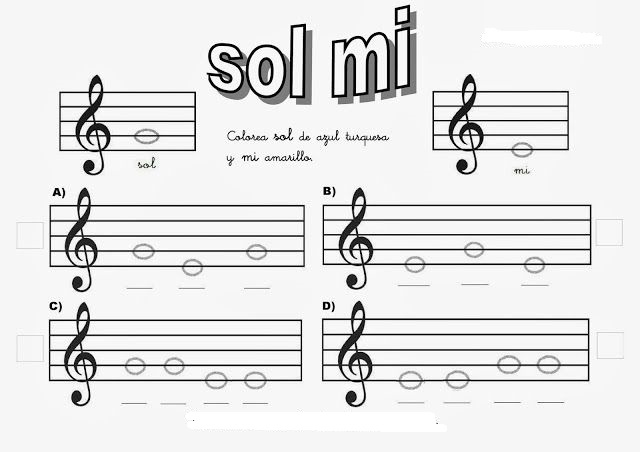 sol mi
Colorea sol de azul turquesa
y mi amarillo.
sol
mi
A)
B)
C)
D)